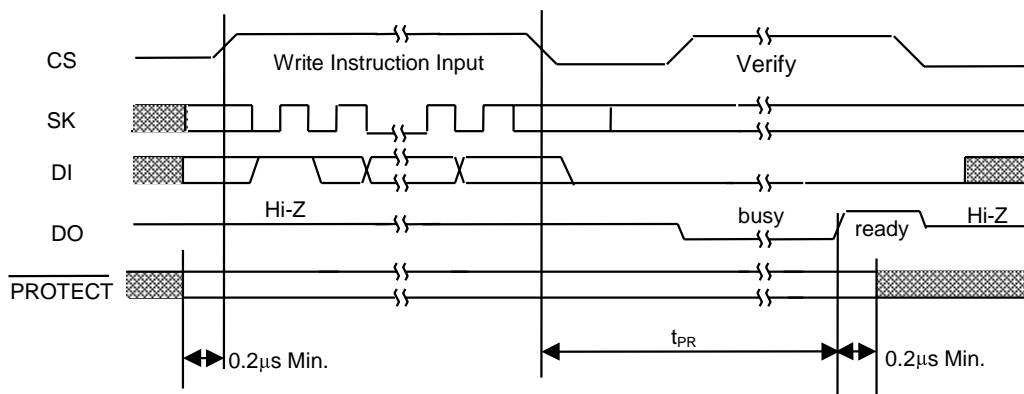 CS
Write Instruction Input
Verify
SK
DI
Hi-Z
busy
Hi-Z
DO
ready
PROTECT
tPR
0.2μs Min.
0.2μs Min.